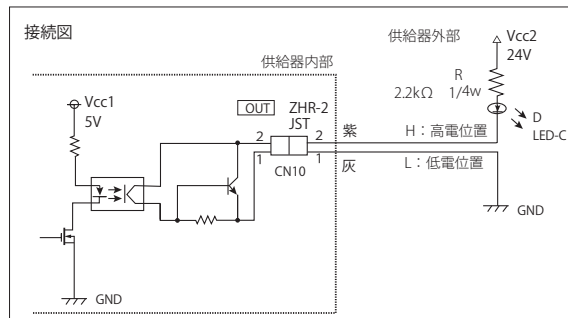 接続図
供給器内部
供給器外部
Vcc2
24V
R
2.2kΩ 1/4w
D
LED-C
Vcc1
5V
OUT ZHR-2
JST
2 2 紫 H：高電位置
1 1 灰 L：低電位置
CN10
GND
GND